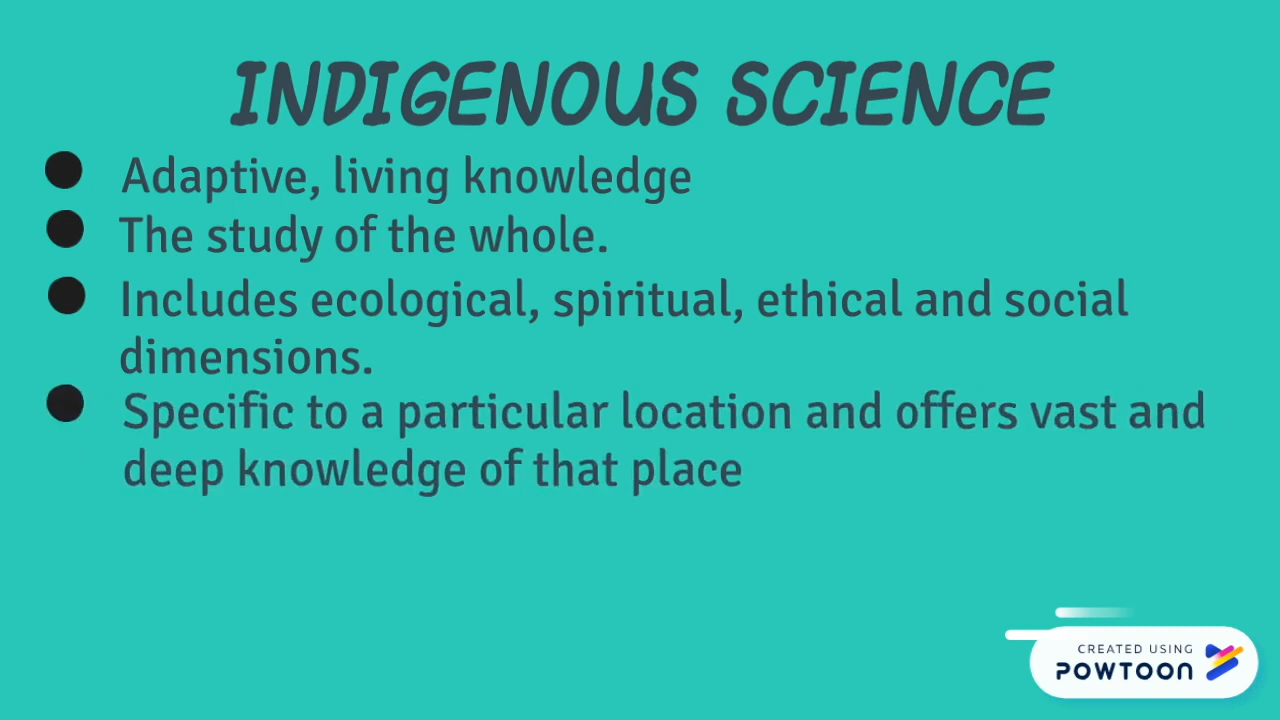 INDIGENOUS SCIENCE
Adaptive, living knowledge
The study of the whole.
Includes ecological, spiritual, ethical and social
dimensions.
Specific to a particular location and offers vast and
deep knowledge of that place
CREATED USING
POWTOON